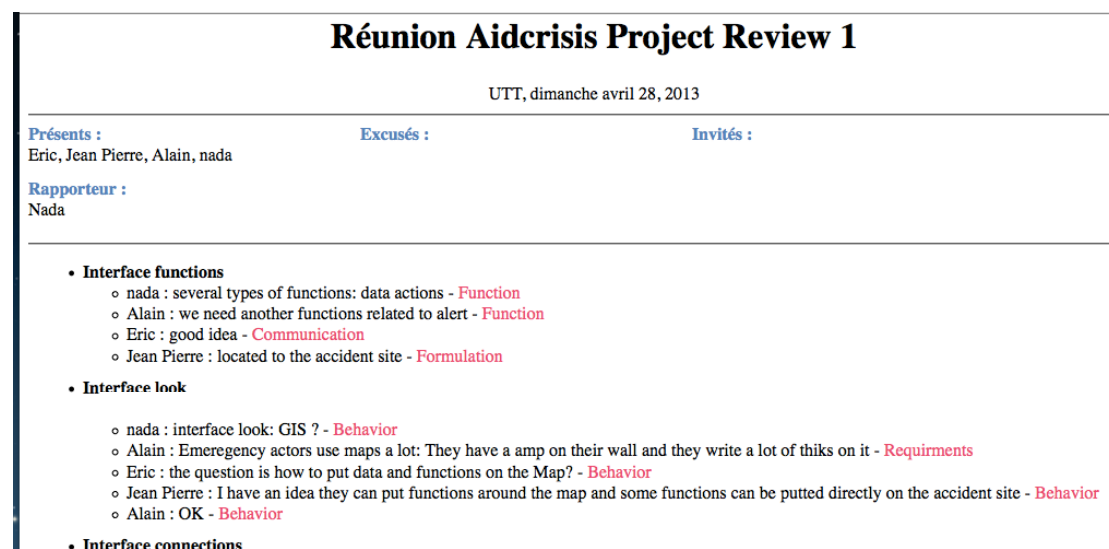 Réunion Aidcrisis Project Review 1
UTT, dimanche avril 28, 2013
Présents : Excusés : Invités :
Eric, Jean Pierre, Alain, nada
Rapporteur :
Nada
• Interface functions
nada : several types of functions: data actions - Function
Alain : we need another functions related to alert - Function
Eric : good idea - Communication
Jean Pierre : located to the accident site - Formulation
• Interface look
nada : interface look: GIS ? - Behavior
Alain : Emeregency actors use maps a lot: They have a amp on their wall and they write a lot of thiks on it - Requirments
Eric : the question is how to put data and functions on the Map? - Behavior
Jean Pierre : I have an idea they can put functions around the map and some functions can be putted directly on the accident site - Behavior
Alain : OK - Behavior
• Interface connections